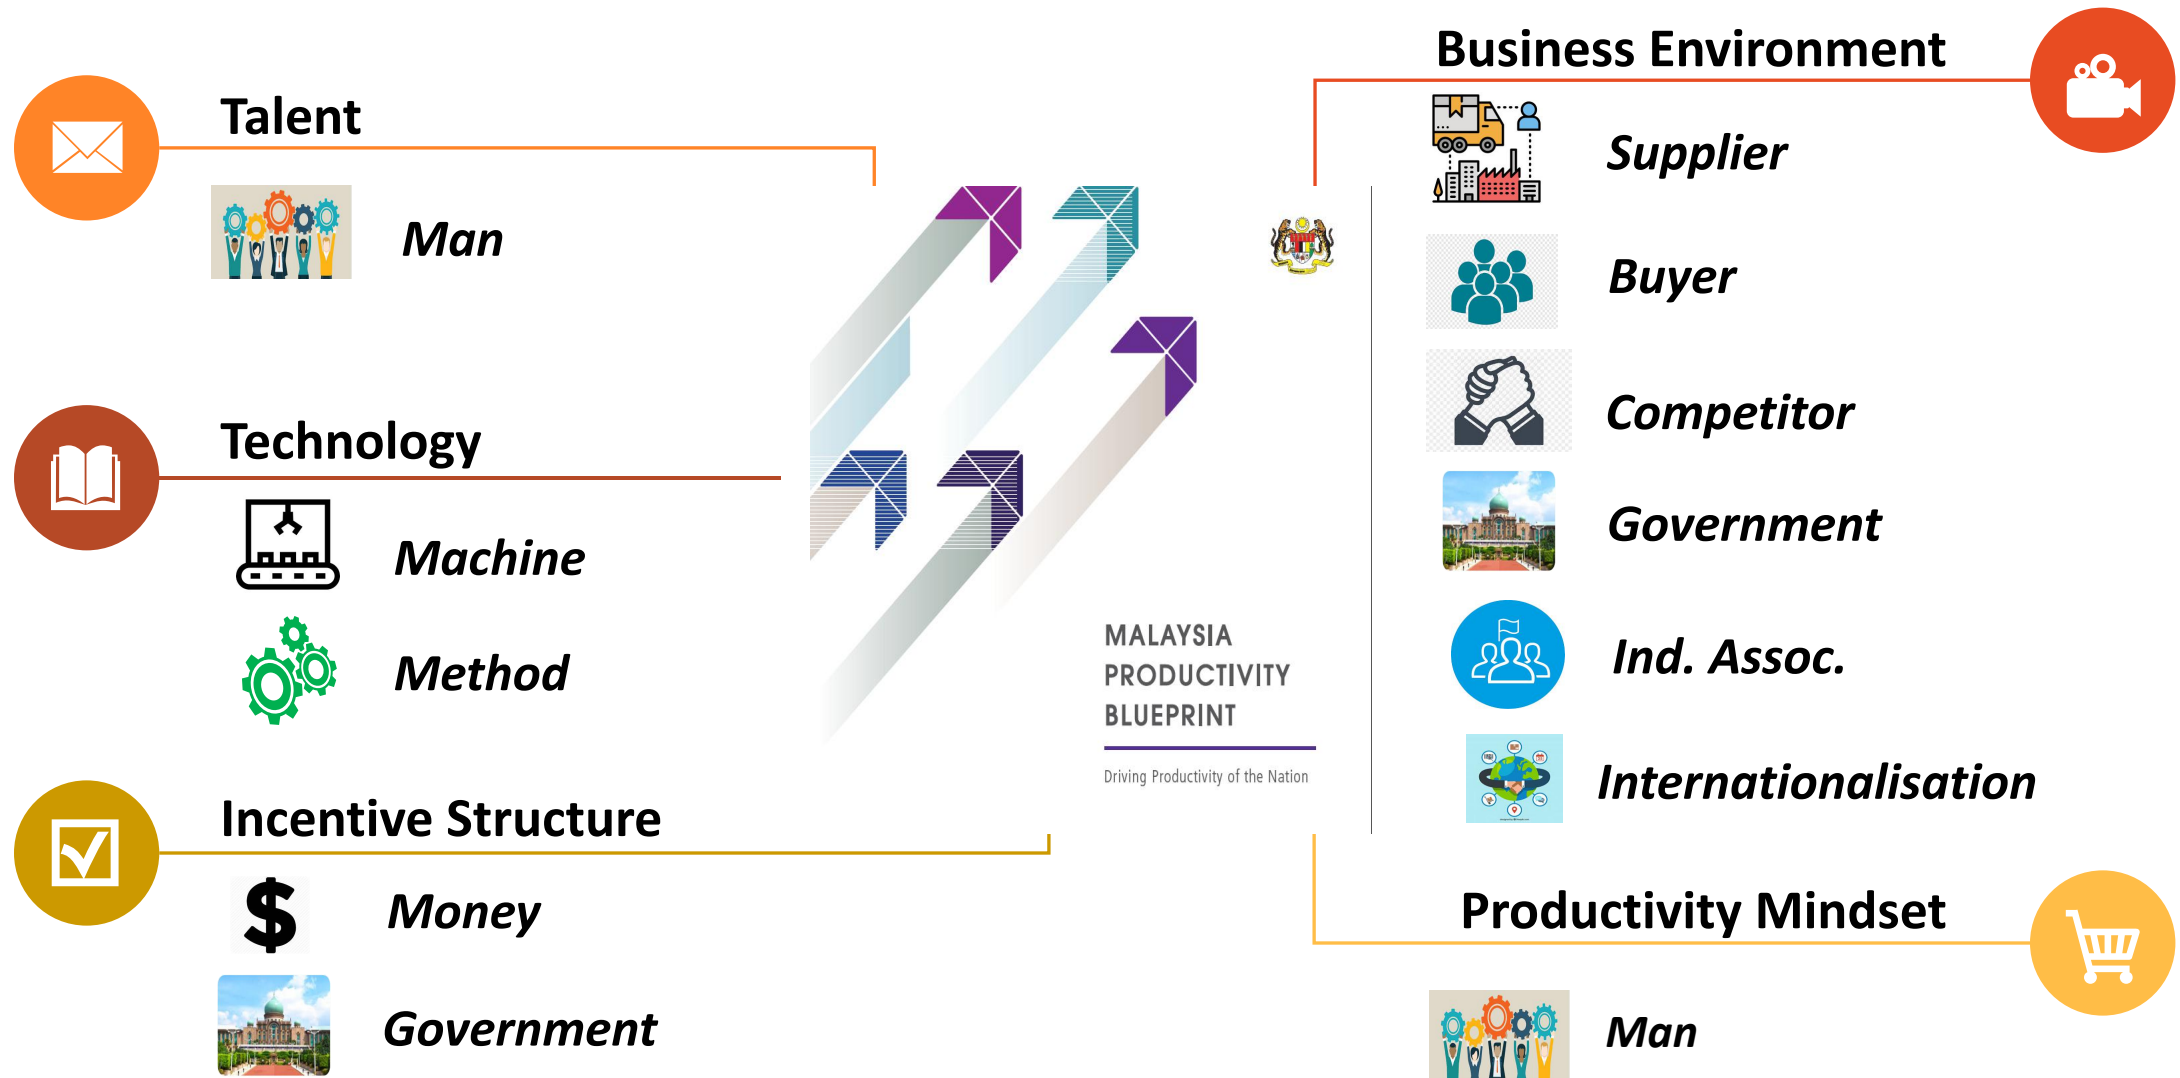 Talent
Man
Technology
Machine
Method
Incentive Structure
Money
Government
MALAYSIA
PRODUCTIVITY
BLUEPRINT
Driving Productivity of the Nation
Business Environment
Supplier
Buyer
Competitor
Government
Ind. Assoc.
Internationalisation
Productivity Mindset
Man